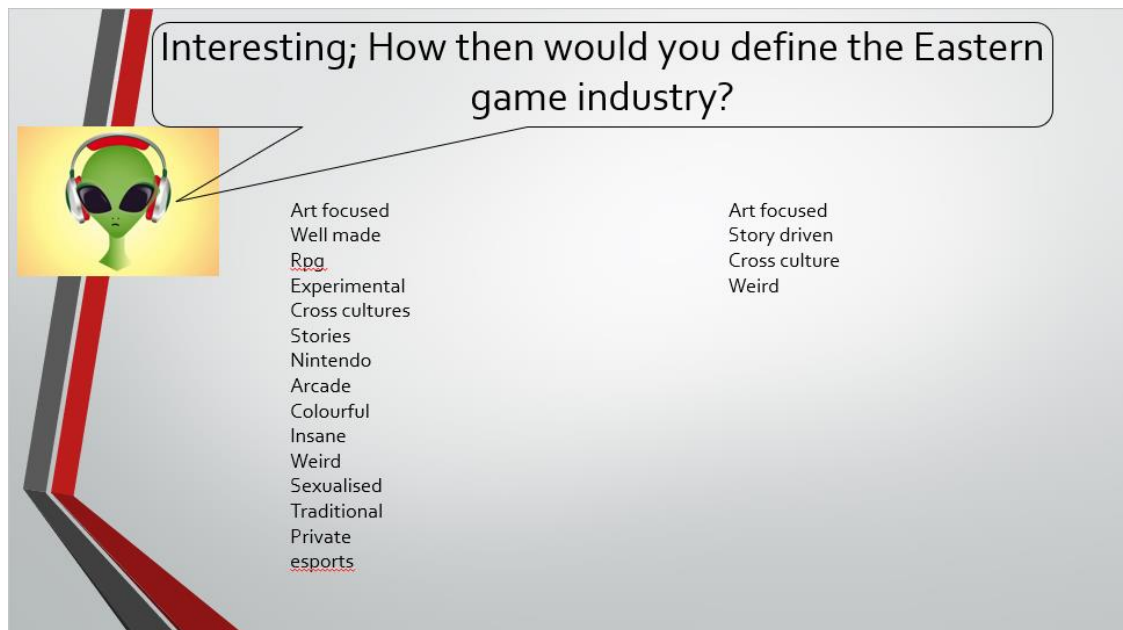 Interesting; How then would you define the Eastern
game industry?
Art focused
Well made
Rpg
Experimental
Cross cultures
Stories
Nintendo
Arcade
Colourful
Insane
Weird
Sexualised
Traditional
Private
esports
Art focused
Story driven
Cross culture
Weird